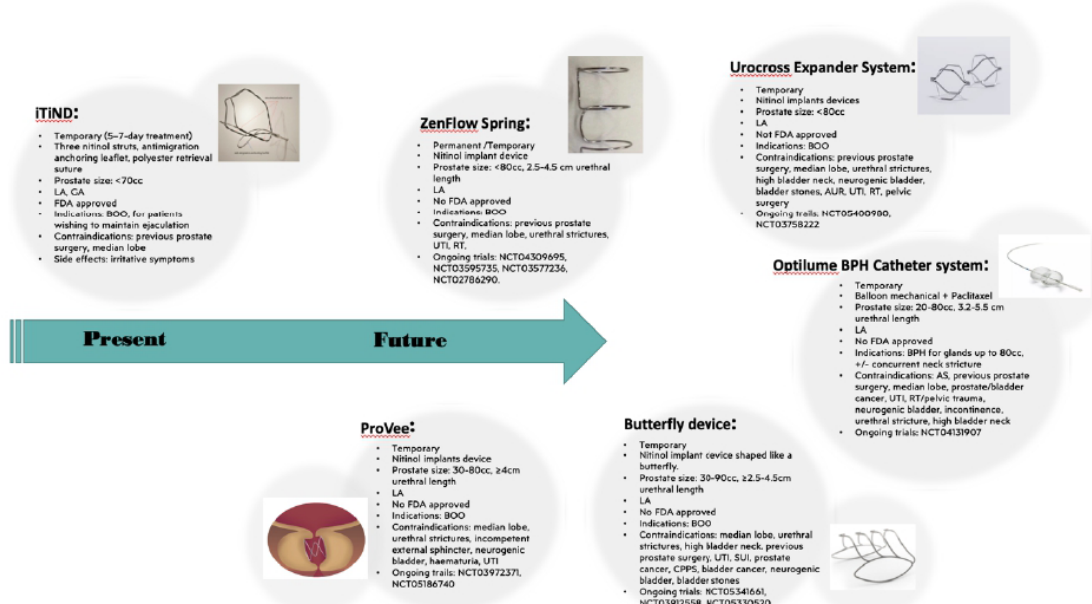 iTiND:
• Temporary (5-7-day treatment)
• Three nitinol struts, antimigration
anchoring leaflet, polyester retrieval
suture
• Prostate size: <70cc
• LA, GA
• FDA approved
• Indications: BOO, for patients
wishing to maintain ejaculation
• Contraindications: previous prostate
surgery, median lobe
• Side effects: irritative symptoms
ZenFlow Spring:
• Permanent /Temporary
• Nitinol implant device
• Prostate size: <80cc, 2.5-4.5 cm urethral
length
• LA
• No FDA approved
• Indications: BOO
• Contraindications: previous prostate
surgery, median lobe, urethral strictures,
UTI, RT,
• Ongoing trials: NCT04309695,
NCT03595735, NCT03577236,
NCT02786290.
Urocross Expander System:
• Temporary
• Nitinol implants devices
• Prostate size: <80cc
• LA
• Not FDA approved
• Indications: BOO
• Contraindications: previous prostate
surgery, median lobe, urethral strictures,
high bladder neck, neurogenic bladder,
bladder stones, AUR, UTI, RT, pelvic
surgery
• Ongoing trails: NCT05400980,
NCT03758222
Optilume BPH Catheter system:
• Temporary
• Balloon mechanical + Paclitaxel
• Prostate size: 20-80cc, 3.2-5.5 cm
urethral length
• LA
• No FDA approved
• Indications: BPH for glands up to 80cc,
+/- concurrent neck stricture
• Contraindications: AS, previous prostate
surgery, median lobe, prostate/bladder
cancer, UTI, RT/pelvic trauma,
neurogenic bladder, incontinence,
urethral stricture, high bladder neck
• Ongoing trials: NCT04131907
Present
Future
ProVee:
• Temporary
• Nitinol implants device
• Prostate size: 30-80cc, ≥4cm
urethral length
• LA
• No FDA approved
• Indications: BOO
• Contraindications: median lobe,
urethral strictures, incompetent
external sphincter, neurogenic
bladder, haematuria, UTI
• Ongoing trails: NCT03972371,
NCT05186740
Butterfly device:
• Temporary
• Nitinol implant device shaped like a
butterfly.
• Prostate size: 30-90cc, ≥2.5-4.5cm
urethral length
• LA
• No FDA approved
• Indications: BOO
• Contraindications: median lobe, urethral
strictures, high bladder neck, previous
prostate surgery, UTI, SUI, prostate
cancer, CPPS, bladder cancer, neurogenic
bladder, bladder stones
• Ongoing trials: NCT05341661,
NCT03912558, NCT05330520